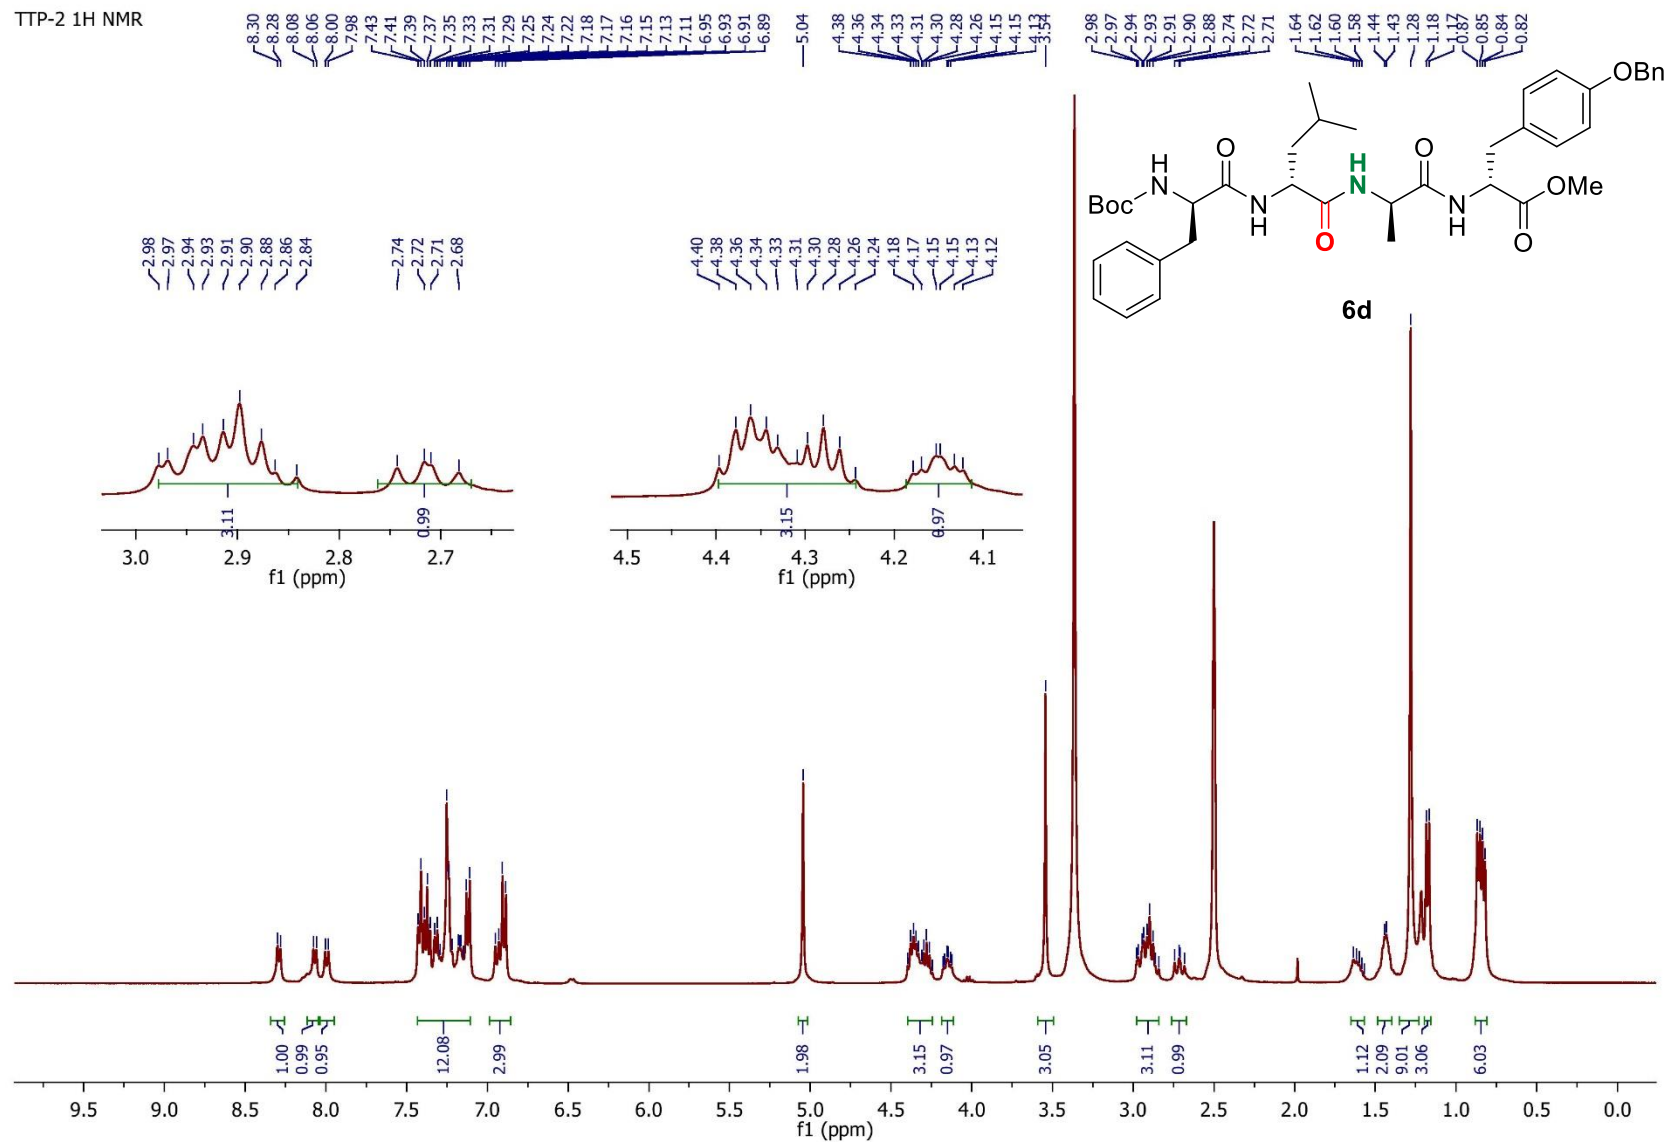 TTP-2 1H NMR
8.30 8.28 8.08 8.06 8.00 7.98 7.43 7.41 7.39 7.37 7.35 7.33 7.31 7.29 7.25 7.24 7.22 7.18 7.17 7.16 7.15 7.13 7.11 6.95 6.93 6.91 6.89 5.04 4.38 4.36 4.34 4.33 4.31 4.30 4.28 4.26 4.15 4.15 4.13 3.54 2.98 2.97 2.94 2.93 2.91 2.90 2.88 2.74 2.72 2.71 1.64 1.62 1.60 1.58 1.44 1.43 1.28 1.18 1.17 0.87 0.85 0.84 0.82
OBn
O H O
H N N OMe
Boc N H O N H O
6d
2.98 2.97 2.94 2.93 2.91 2.90 2.88 2.86 2.84 2.74 2.72 2.71 2.68
4.40 4.38 4.36 4.34 4.33 4.31 4.30 4.28 4.26 4.24 4.18 4.17 4.15 4.15 4.13 4.12
3.11 0.99
3.0 2.9 2.8 2.7
f1 (ppm)
3.15 0.97
4.5 4.4 4.3 4.2 4.1
f1 (ppm)
1.00 0.99 0.95 12.08 2.99 1.98 3.15 0.97 3.05 3.11 0.99 1.12 2.09 9.01 3.06 6.03
9.5 9.0 8.5 8.0 7.5 7.0 6.5 6.0 5.5 5.0 4.5 4.0 3.5 3.0 2.5 2.0 1.5 1.0 0.5 0.0
f1 (ppm)